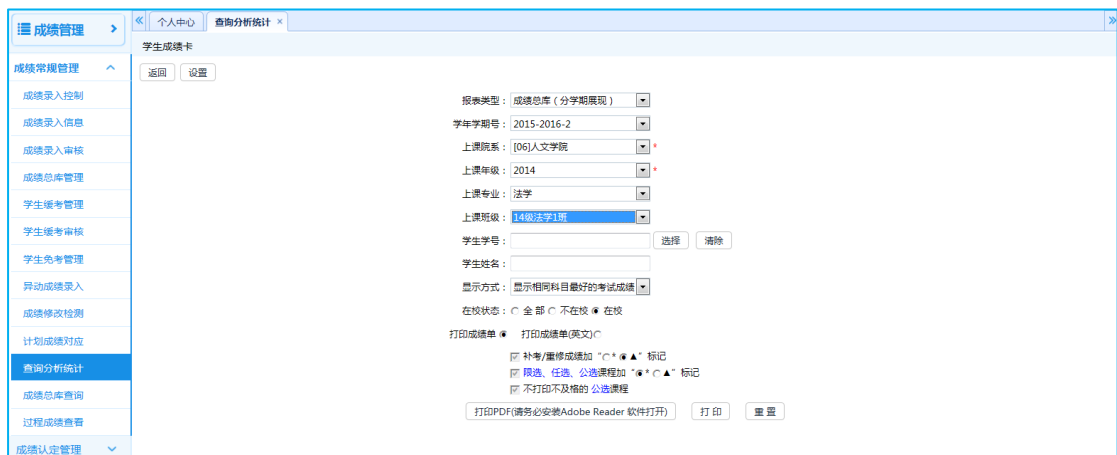 成绩管理
个人中心 查询分析统计 ×
学生成绩卡
成绩常规管理
返回 设置
成绩录入控制
成绩录入信息
成绩录入审核
成绩总库管理
学生缓考管理
学生缓考审核
学生免考管理
异动成绩录入
成绩修改检测
计划成绩对应
查询分析统计
成绩总库查询
过程成绩查看
成绩认定管理
报表类型： 成绩总库（分学期展现）
学年学期号： 2015-2016-2
上课院系： [06]人文学院 *
上课年级： 2014 *
上课专业： 法学
上课班级： 14级法学1班
学生学号： 选择 清除
学生姓名：
显示方式： 显示相同科目最好的考试成绩
在校状态： 全 部 不在校 在校
打印成绩单 打印成绩单(英文)
补考/重修成绩加 "* ▲" 标记
限选、任选、公选课程加 "* ▲" 标记
不打印不及格的 公选课程
打印PDF(请务必安装Adobe Reader 软件打开) 打 印 重 置